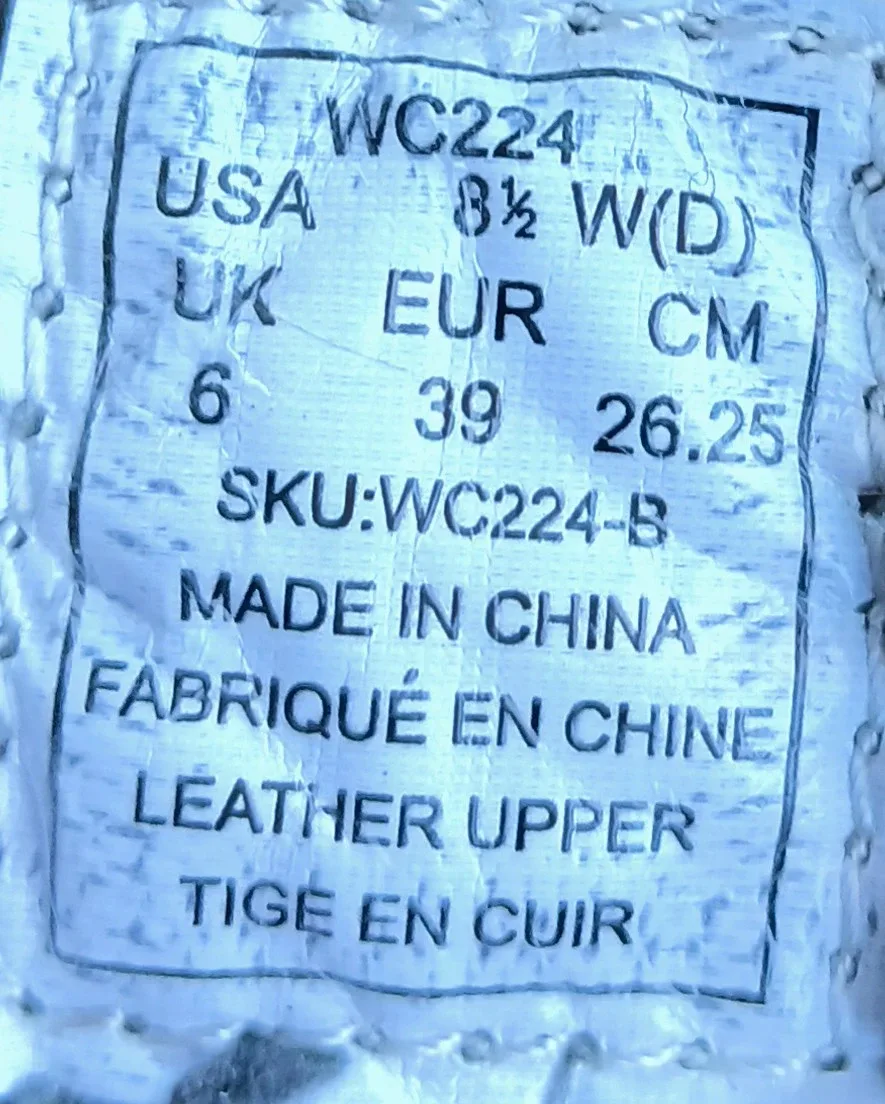 WC224
USA 8½ W(D)
UK EUR CM
6 39 26.25
SKU:WC224-B
MADE IN CHINA
FABRIQUÉ EN CHINE
LEATHER UPPER
TIGE EN CUIR